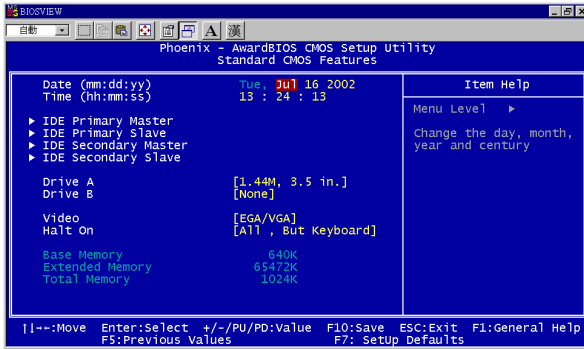 BIOSVIEW
自動
A 漢
Phoenix - AwardBIOS CMOS Setup Utility
Standard CMOS Features
Date (mm:dd:yy) Tue, Jul 16 2002
Time (hh:mm:ss) 13 : 24 : 13
IDE Primary Master
IDE Primary Slave
IDE Secondary Master
IDE Secondary Slave
Drive A [1.44M, 3.5 in.]
Drive B [None]
Video [EGA/VGA]
Halt On [All , But Keyboard]
Base Memory 640K
Extended Memory 65472K
Total Memory 1024K
Item Help
Menu Level ▶
Change the day, month,
year and century
↑↓→←:Move Enter:Select +/-/PU/PD:Value F10:Save ESC:Exit F1:General Help
F5:Previous Values F7: SetUp Defaults